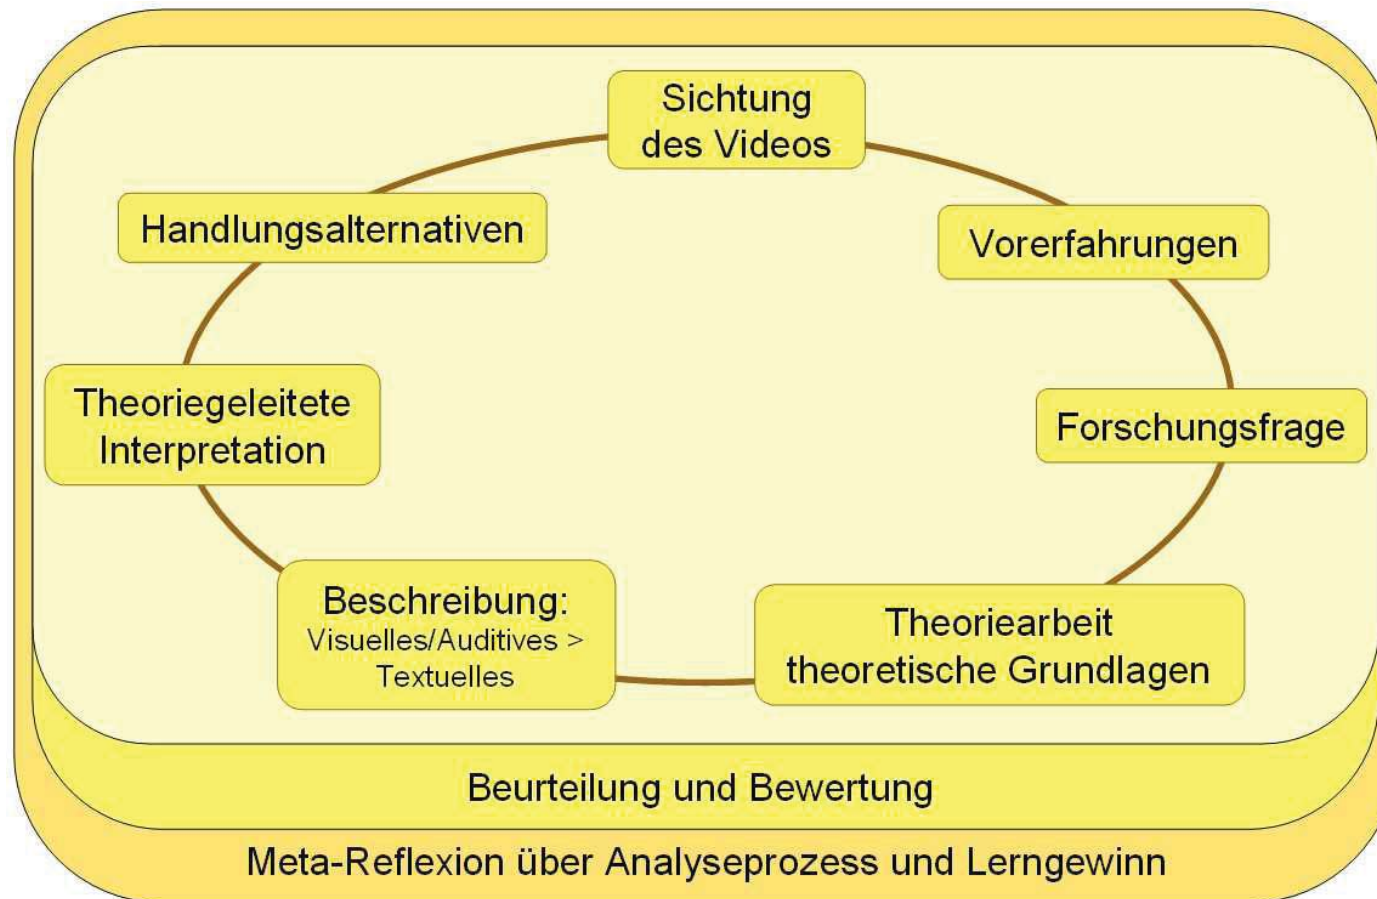 Sichtung
des Videos
Handlungsalternativen
Vorerfahrungen
Theoriegeleitete
Interpretation
Forschungsfrage
Beschreibung:
Visuelles/Auditives >
Textuelles
Theoriearbeit
theoretische Grundlagen
Beurteilung und Bewertung
Meta-Reflexion über Analyseprozess und Lerngewinn